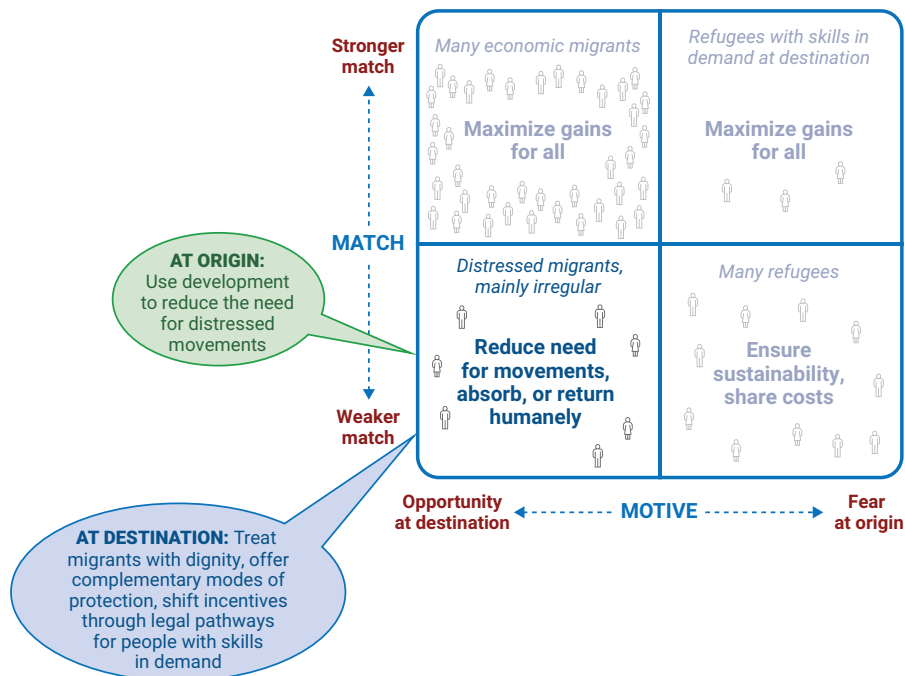 Stronger
match
Many economic migrants
Refugees with skills in
demand at destination
Maximize gains
for all
Maximize gains
for all
MATCH
AT ORIGIN:
Use development
to reduce the need
for distressed
movements
Distressed migrants,
mainly irregular
Many refugees
Reduce need
for movements,
absorb, or return
humanely
Ensure
sustainability,
share costs
Weaker
match
Opportunity
at destination
MOTIVE
Fear
at origin
AT DESTINATION: Treat
migrants with dignity, offer
complementary modes of
protection, shift incentives
through legal pathways
for people with skills
in demand